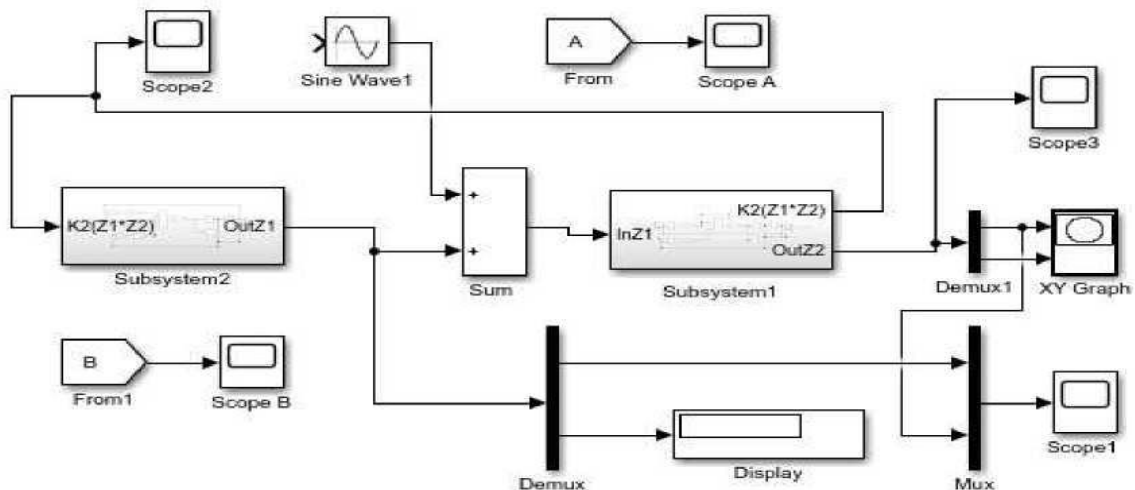 A
Scope2
Sine Wave1
From
Scope A
Scope3
+
K2(Z1*Z2)
OutZ1
K2(Z1*Z2)
InZ1
+
OutZ2
Subsystem2
Sum
Subsystem1
Demux1
XY Graph
B
From1
Scope B
Scope1
Demux
Display
Mux